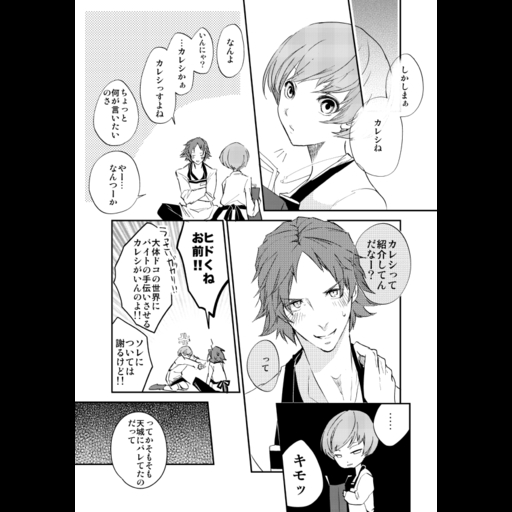 しかしまぁ
カレシね
なんよ
いんにゃ?
…カレシかぁ
カレシっすよね
ちょっと
何が言いたい
のさ
やー…
なんつーか
カレシって
紹介してん
だなー?
って
ヒドくね
お前!!
大体ドコの世界に
バイトの手伝いさせる
カレシがいんのよ!!
ソレに
ついては
謝るけど!!
……
キモッ
ってかそもそも
天城にバレてたの
だって